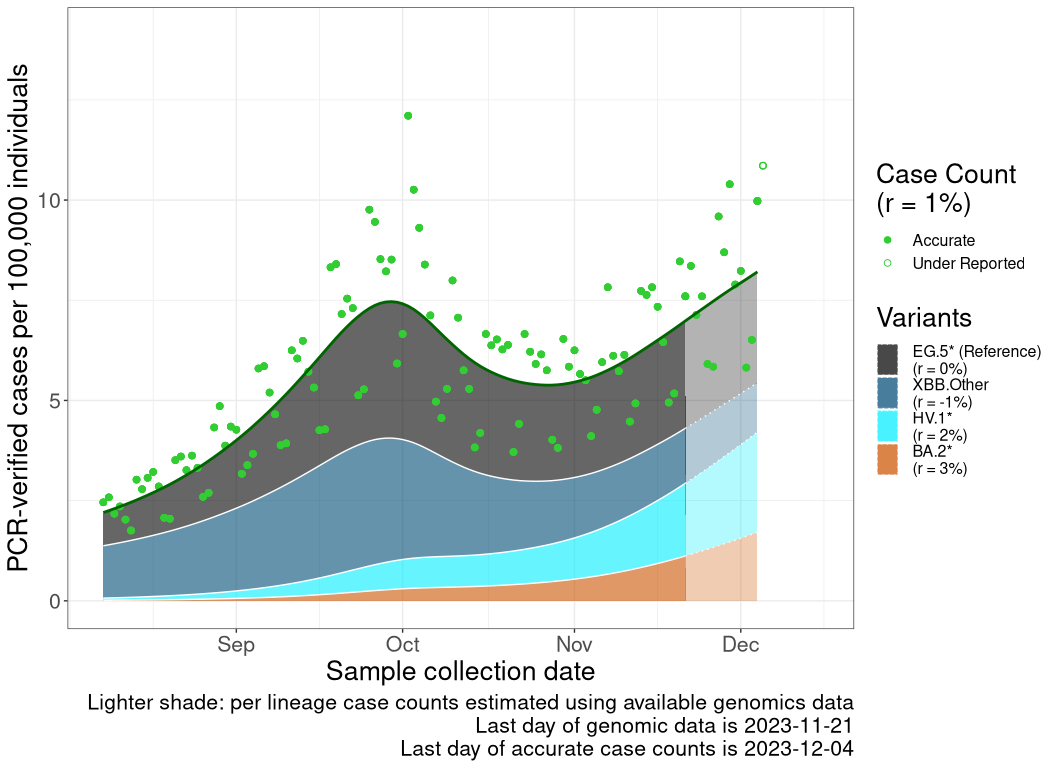 PCR-verified cases per 100,000 individuals
10
5
0
Sep
Oct
Nov
Dec
Sample collection date
Lighter shade: per lineage case counts estimated using available genomics data
Last day of genomic data is 2023-11-21
Last day of accurate case counts is 2023-12-04
Case Count
(r = 1%)
Accurate
Under Reported
Variants
EG.5* (Reference)
(r = 0%)
XBB.Other
(r = -1%)
HV.1*
(r = 2%)
BA.2*
(r = 3%)